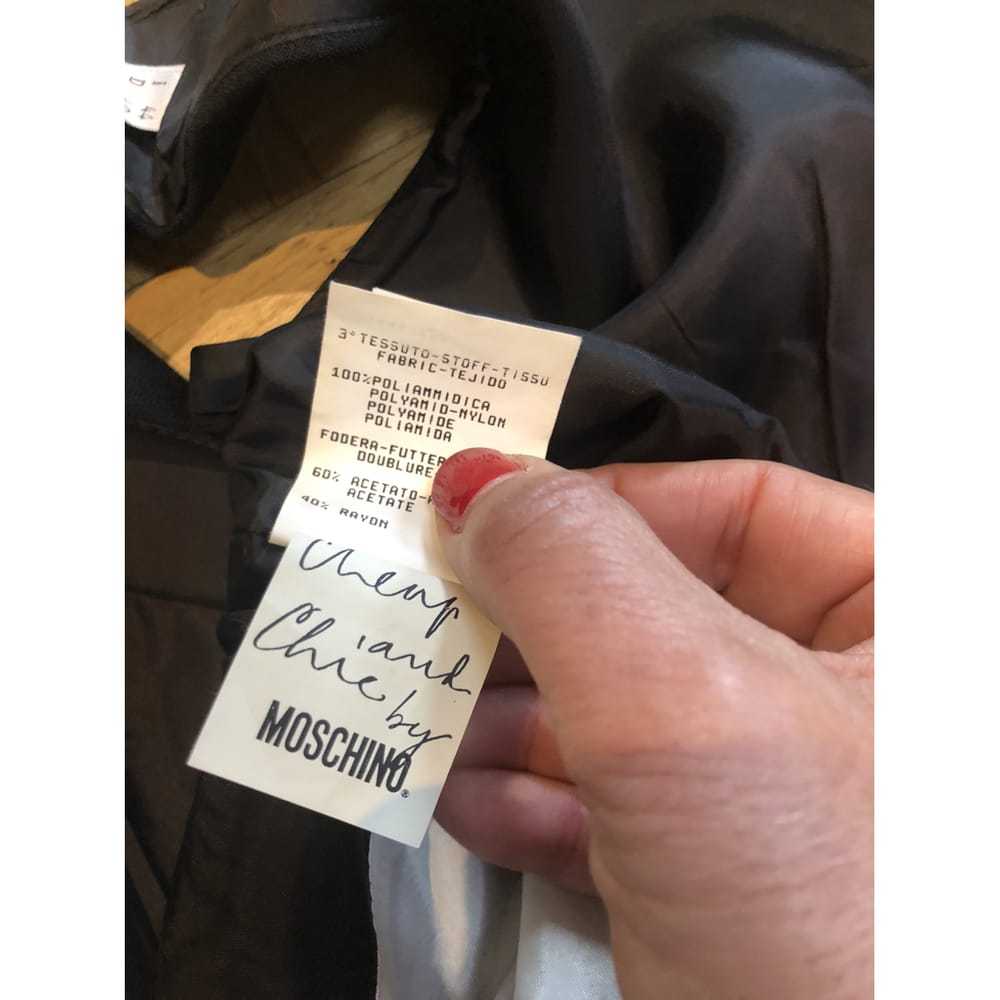 3° TESSUTO-STOFF-TISSU
FABRIC-TEJIDO
100% POLIAMMIDICA
POLYAMID-NYLON
POLYAMIDE
POLIAMIDA
FODERA-FUTTER
DOUBLURE
60% ACETATO-
ACETATE
40% RAYON
Cheap
and
Chic
by
MOSCHINO®